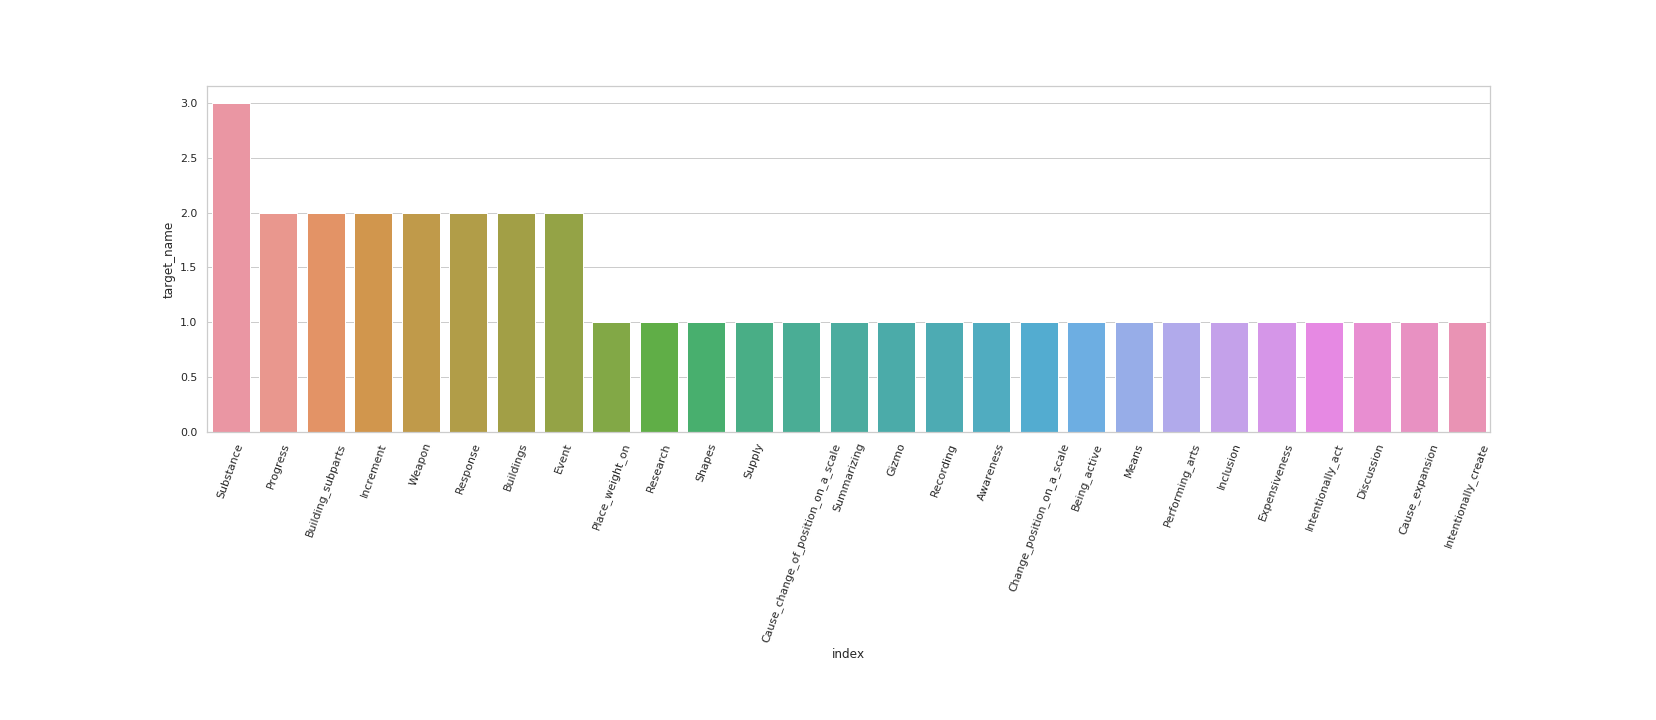 3.0
2.5
2.0
1.5
1.0
0.5
0.0
target_name
Substance
Progress
Building_subparts
Increment
Weapon
Response
Buildings
Event
Place_weight_on
Research
Shapes
Supply
Cause_change_of_position_on_a_scale
Summarizing
Gizmo
Recording
Awareness
Change_position_on_a_scale
Being_active
Means
Performing_arts
Inclusion
Expensiveness
Intentionally_act
Discussion
Cause_expansion
Intentionally_create
index